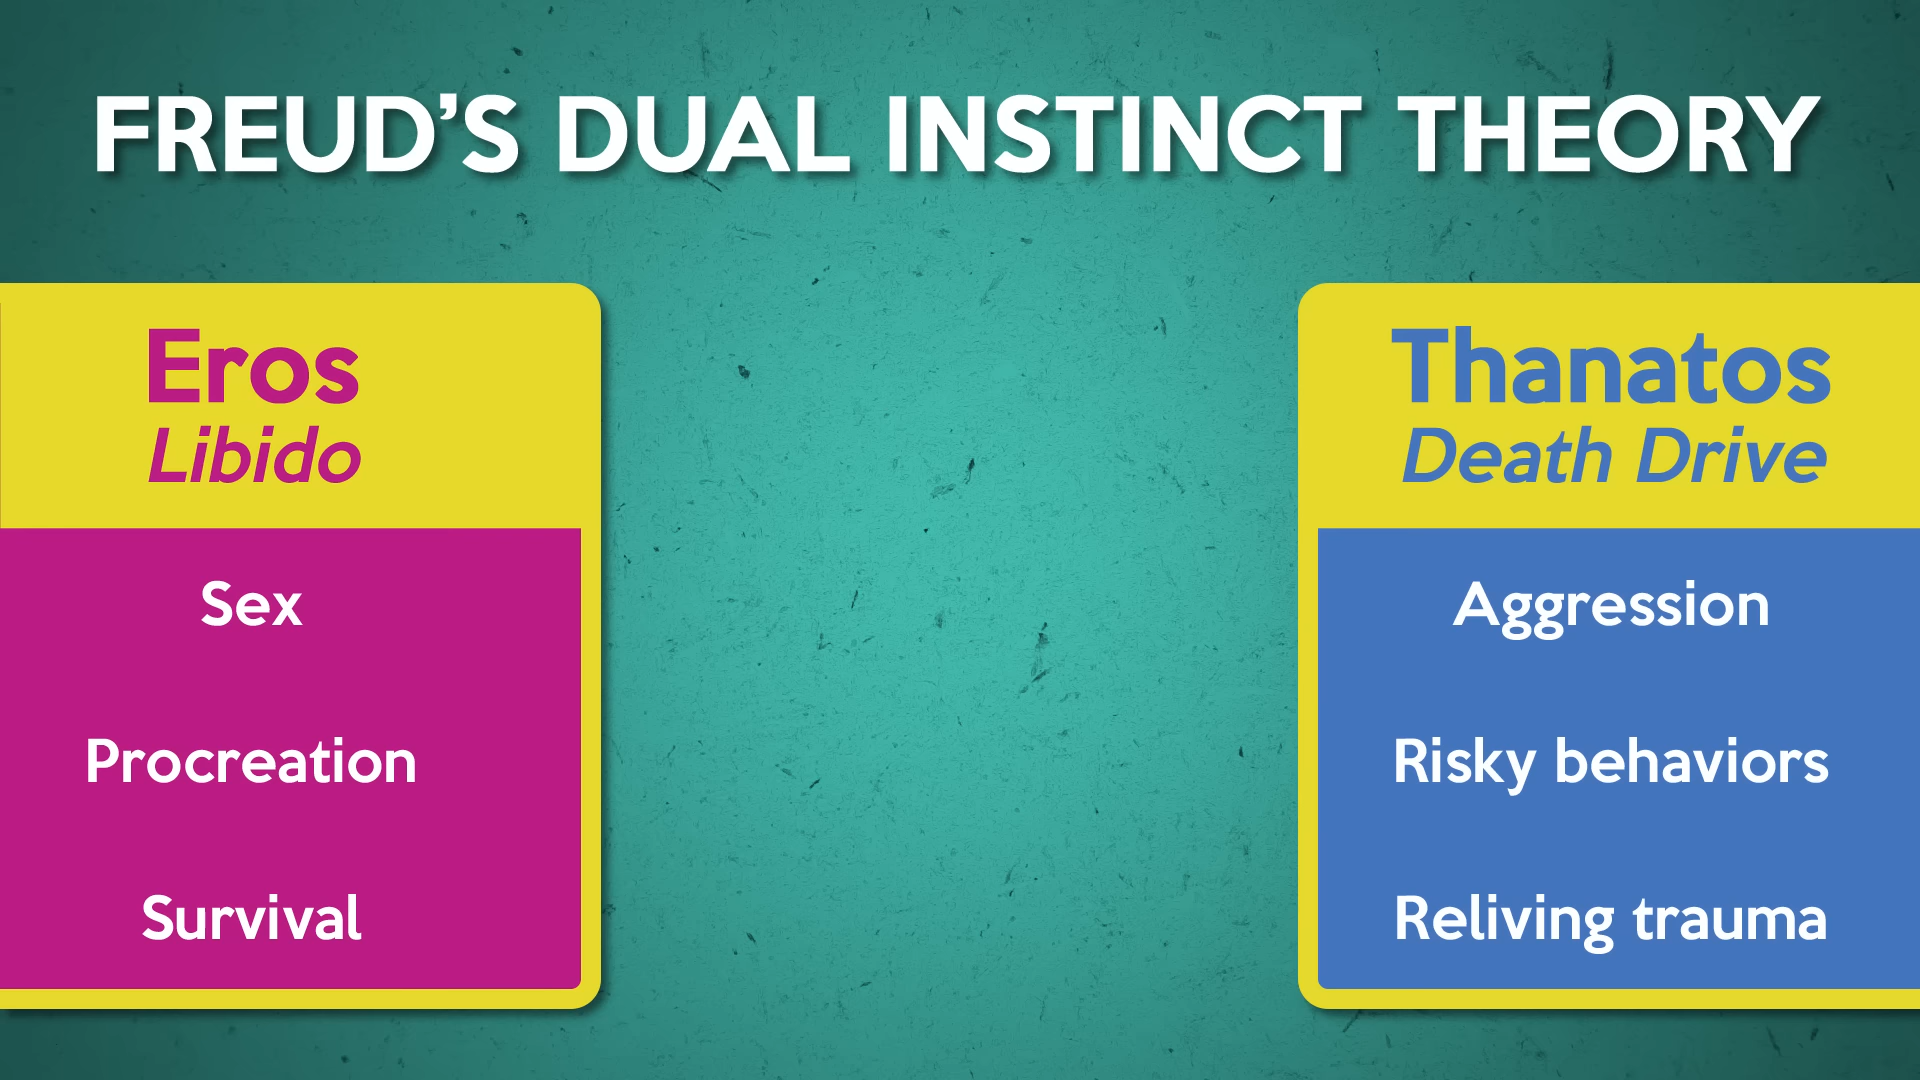 FREUD'S DUAL INSTINCT THEORY
Eros
Libido
Sex
Procreation
Survival
Thanatos
Death Drive
Aggression
Risky behaviors
Reliving trauma